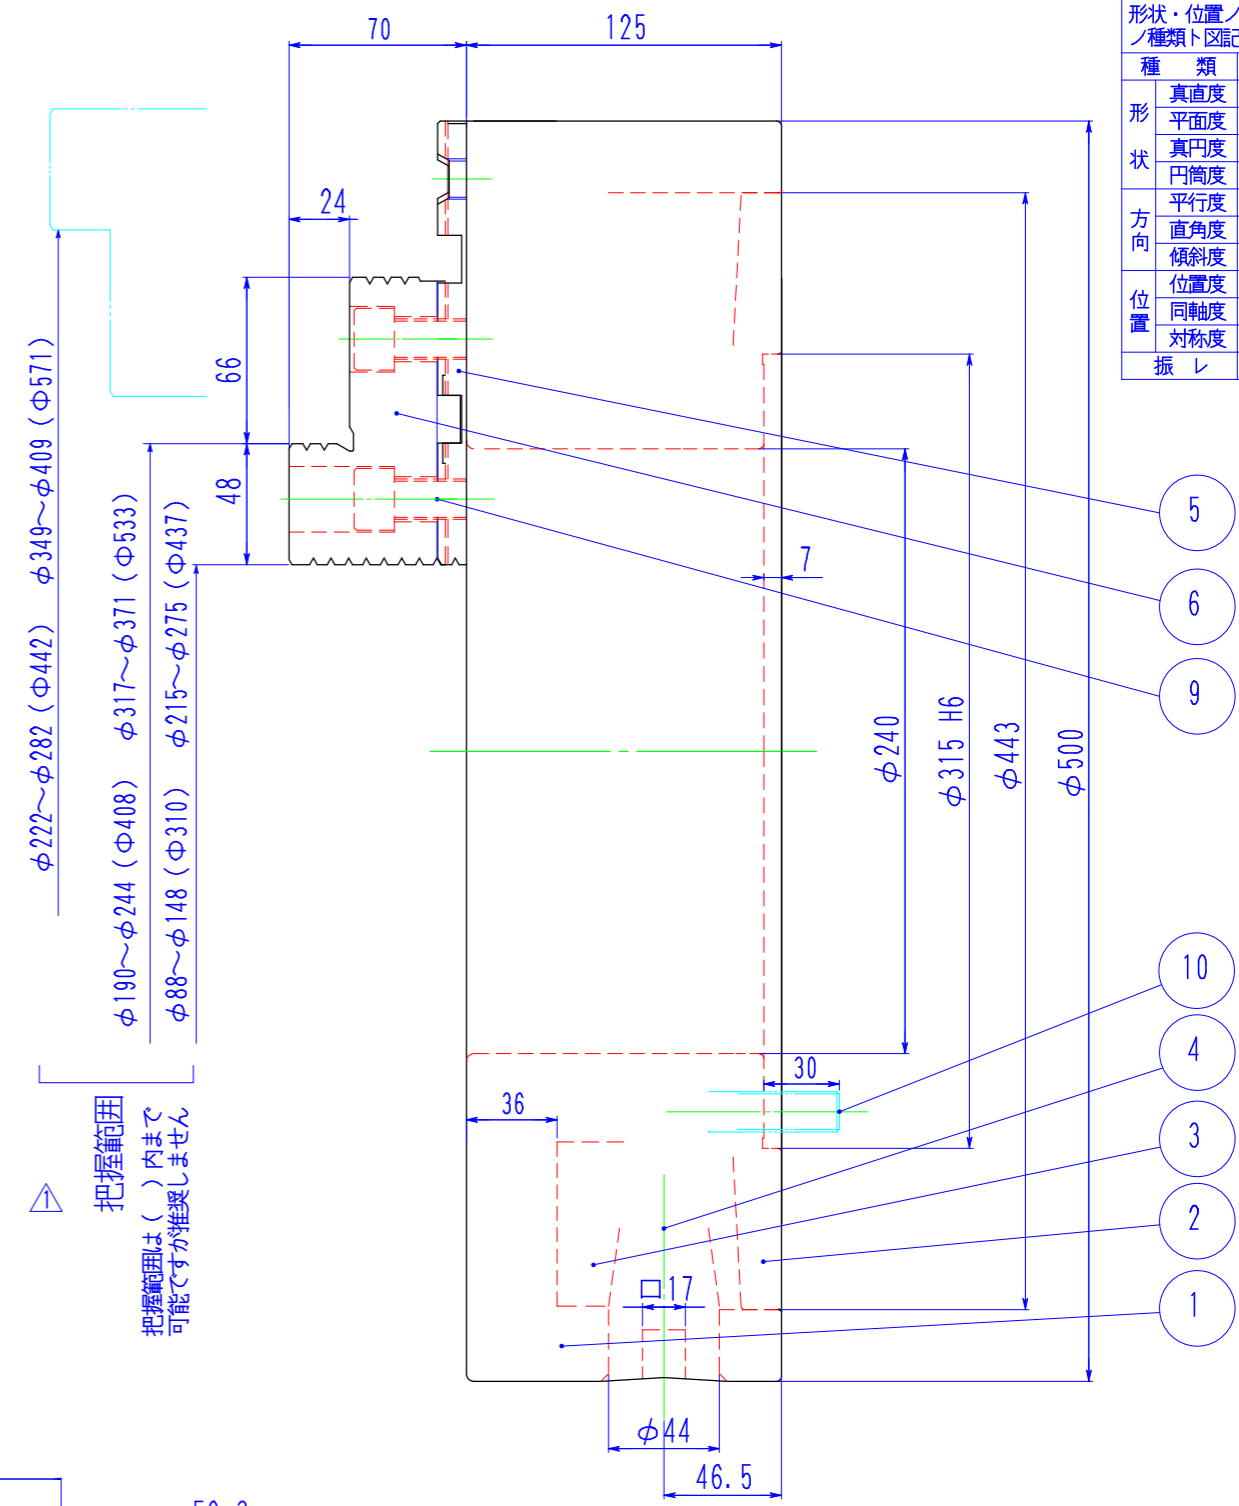 70
125
形状・位置ノ
ノ種類ト図記
種 類
形状
真直度
平面度
真円度
円筒度
方向
平行度
直角度
傾斜度
位置
位置度
同軸度
対称度
振レ
24
66
48
7
φ222～φ282(Φ442) φ349～φ409(Φ571)
φ190～φ244(Φ408) φ317～φ371(Φ533)
φ88～φ148(Φ310) φ215～φ275(Φ437)
φ240
φ315 H6
φ443
φ500
5
6
9
10
4
3
2
1
30
36
□17
φ44
46.5
1
把握範囲
把握範囲は( )内まで
可能ですが推奨しません